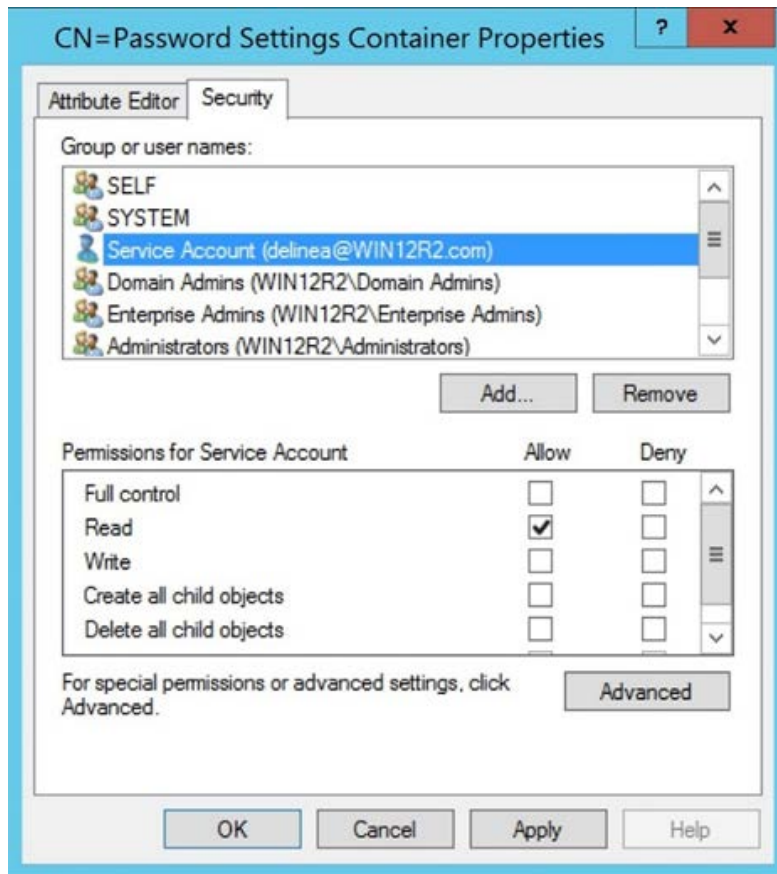 CN=Password Settings Container Properties
?
x
Attribute Editor
Security
Group or user names:
SELF
SYSTEM
Service Account (delinea@WIN12R2.com)
Domain Admins (WIN12R2\Domain Admins)
Enterprise Admins (WIN12R2\Enterprise Admins)
Administrators (WIN12R2\Administrators)
Add...
Remove
Permissions for Service Account
Allow
Deny
Full control
Read
Write
Create all child objects
Delete all child objects
For special permissions or advanced settings, click
Advanced.
Advanced
OK
Cancel
Apply
Help